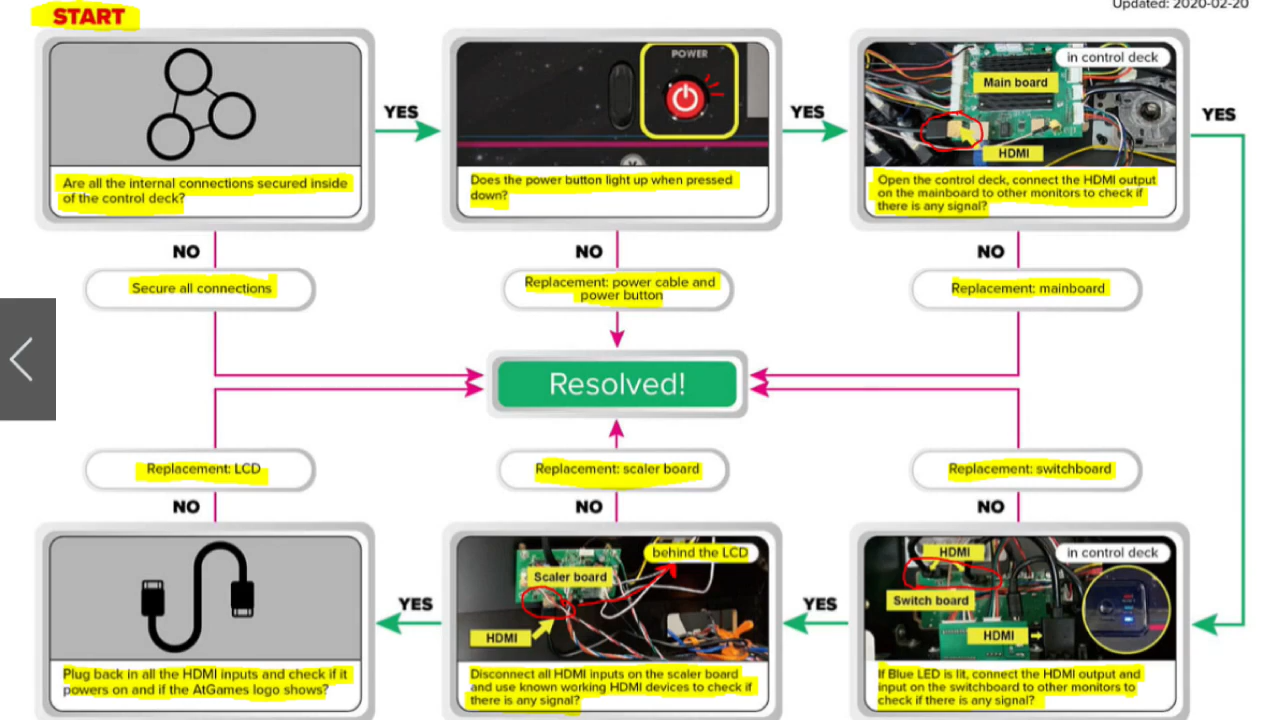 Updated: 2020-02-20
START
in control deck
POWER
Main board
YES
YES
YES
HDMI
Are all the internal connections secured inside
of the control deck?
Does the power button light up when pressed
down?
Open the control deck, connect the HDMI output
on the mainboard to other monitors to check if
there is any signal?
NO
NO
NO
Secure all connections
Replacement: power cable and
power button
Replacement: mainboard
Resolved!
Replacement: LCD
Replacement: scaler board
Replacement: switchboard
NO
NO
NO
behind the LCD
HDMI
in control deck
Scaler board
Switch board
YES
YES
HDMI
HDMI
Plug back in all the HDMI inputs and check if it
powers on and if the AtGames logo shows?
Disconnect all HDMI inputs on the scaler board
and use known working HDMI devices to check if
there is any signal?
If Blue LED is lit, connect the HDMI output and
input on the switchboard to other monitors to
check if there is any signal?